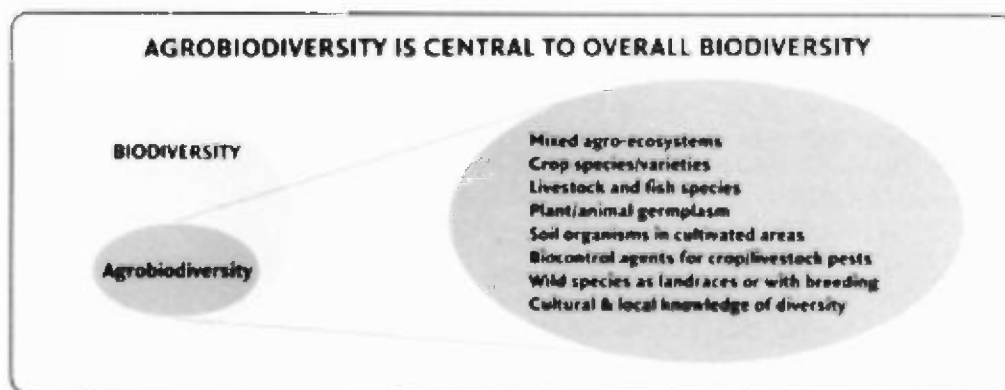 AGROBIODIVERSITY IS CENTRAL TO OVERALL BIODIVERSITY
BIODIVERSITY
Agrobiodiversity
Mixed agro-ecosystems
Crop species/varieties
Livestock and fish species
Plant/animal germplasm
Soil organisms in cultivated areas
Biocontrol agents for crop/livestock pests
Wild species as landraces or with breeding
Cultural & local knowledge of diversity